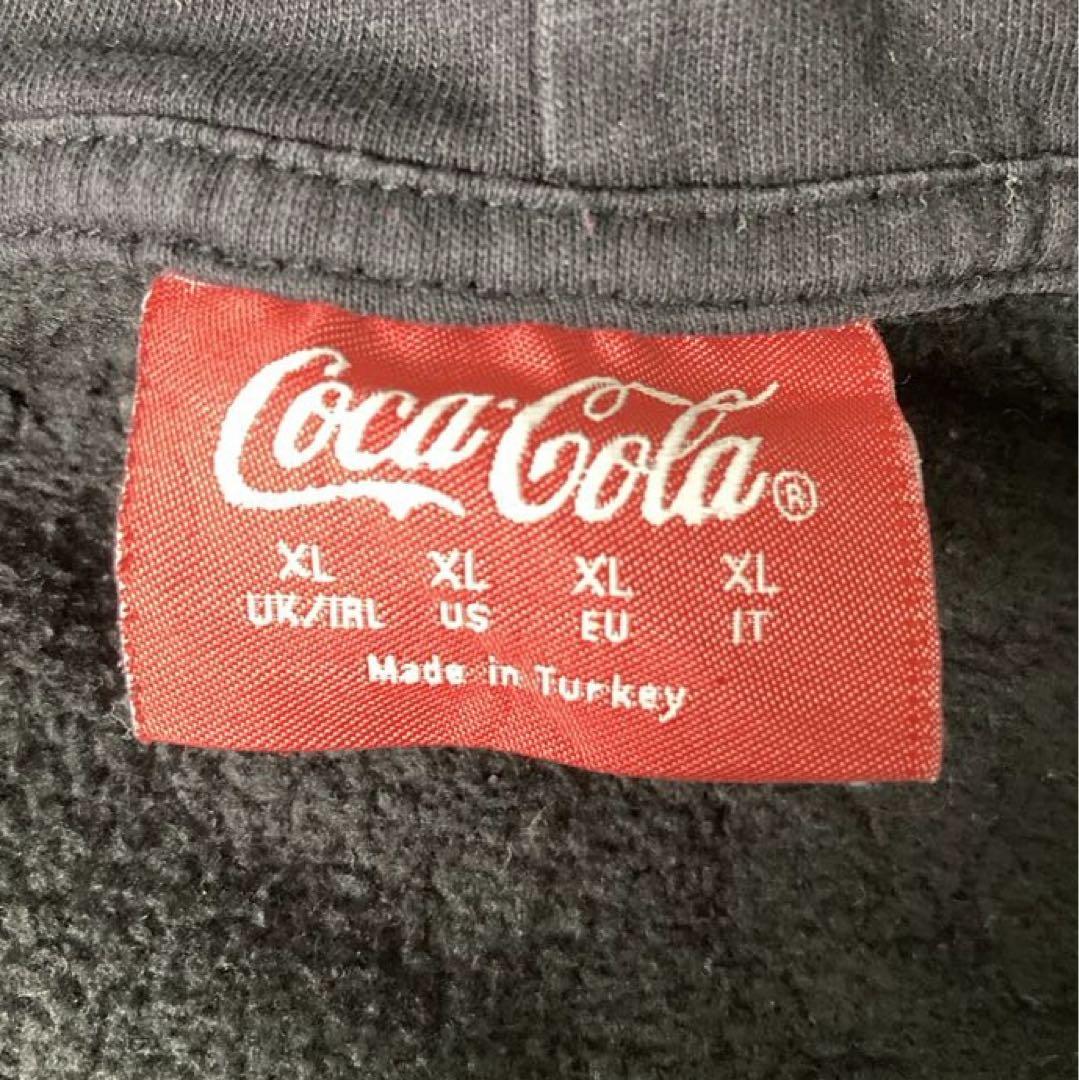 Coca-Cola®
XL XL XL XL
UK/IRL US EU IT
Made in Turkey